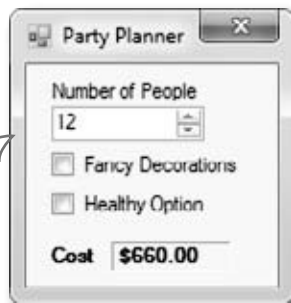 Party Planner
Number of People
12
Fancy Decorations
Healthy Option
Cost $660.00